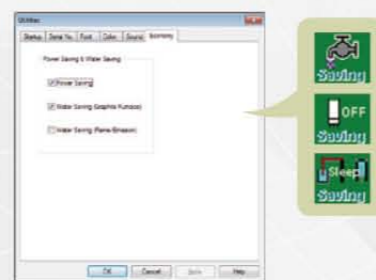 Utilities
Startup Serial No. Font Color Sound Economy
Power Saving & Water Saving
Power Saving
Water Saving (Graphite Furnace)
Water Saving (Flame Emission)
OK Cancel Apply Help
Saving
OFF
Saving
Sleep
Saving